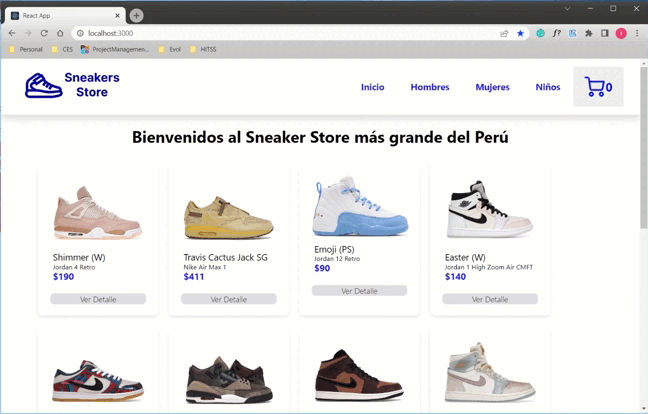 React App
localhost:3000
Personal
CES
ProjectManagemen...
Evol
HITSS
Sneakers
Store
Inicio
Hombres
Mujeres
Niños
0
Bienvenidos al Sneaker Store más grande del Perú
Shimmer (W)
Jordan 4 Retro
$190
Ver Detalle
Travis Cactus Jack SG
Nike Air Max 1
$411
Ver Detalle
Emoji (PS)
Jordan 12 Retro
$90
Ver Detalle
Easter (W)
Jordan 1 High Zoom Air CMFT
$140
Ver Detalle